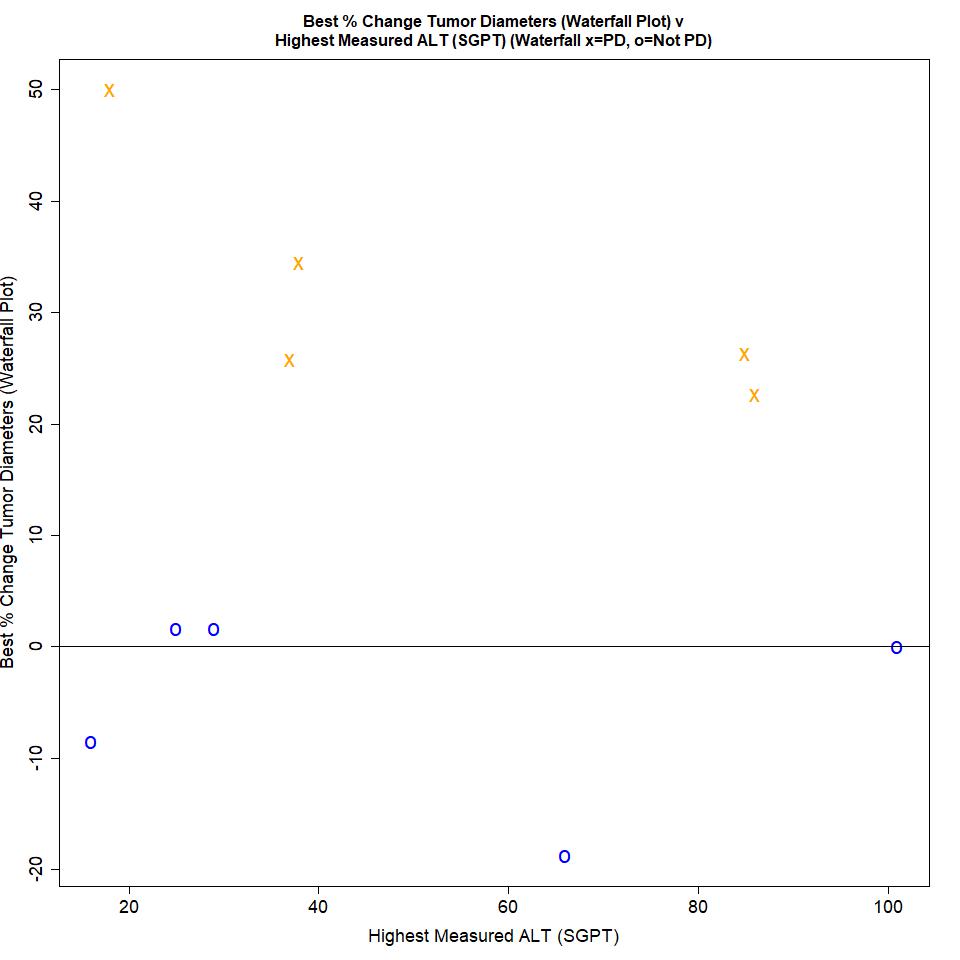 Best % Change Tumor Diameters (Waterfall Plot) v
Highest Measured ALT (SGPT) (Waterfall x=PD, o=Not PD)
Best % Change Tumor Diameters (Waterfall Plot)
50
40
30
20
10
0
-10
-20
X
X
X
X
X
O
O
O
O
O
20 40 60 80 100
Highest Measured ALT (SGPT)